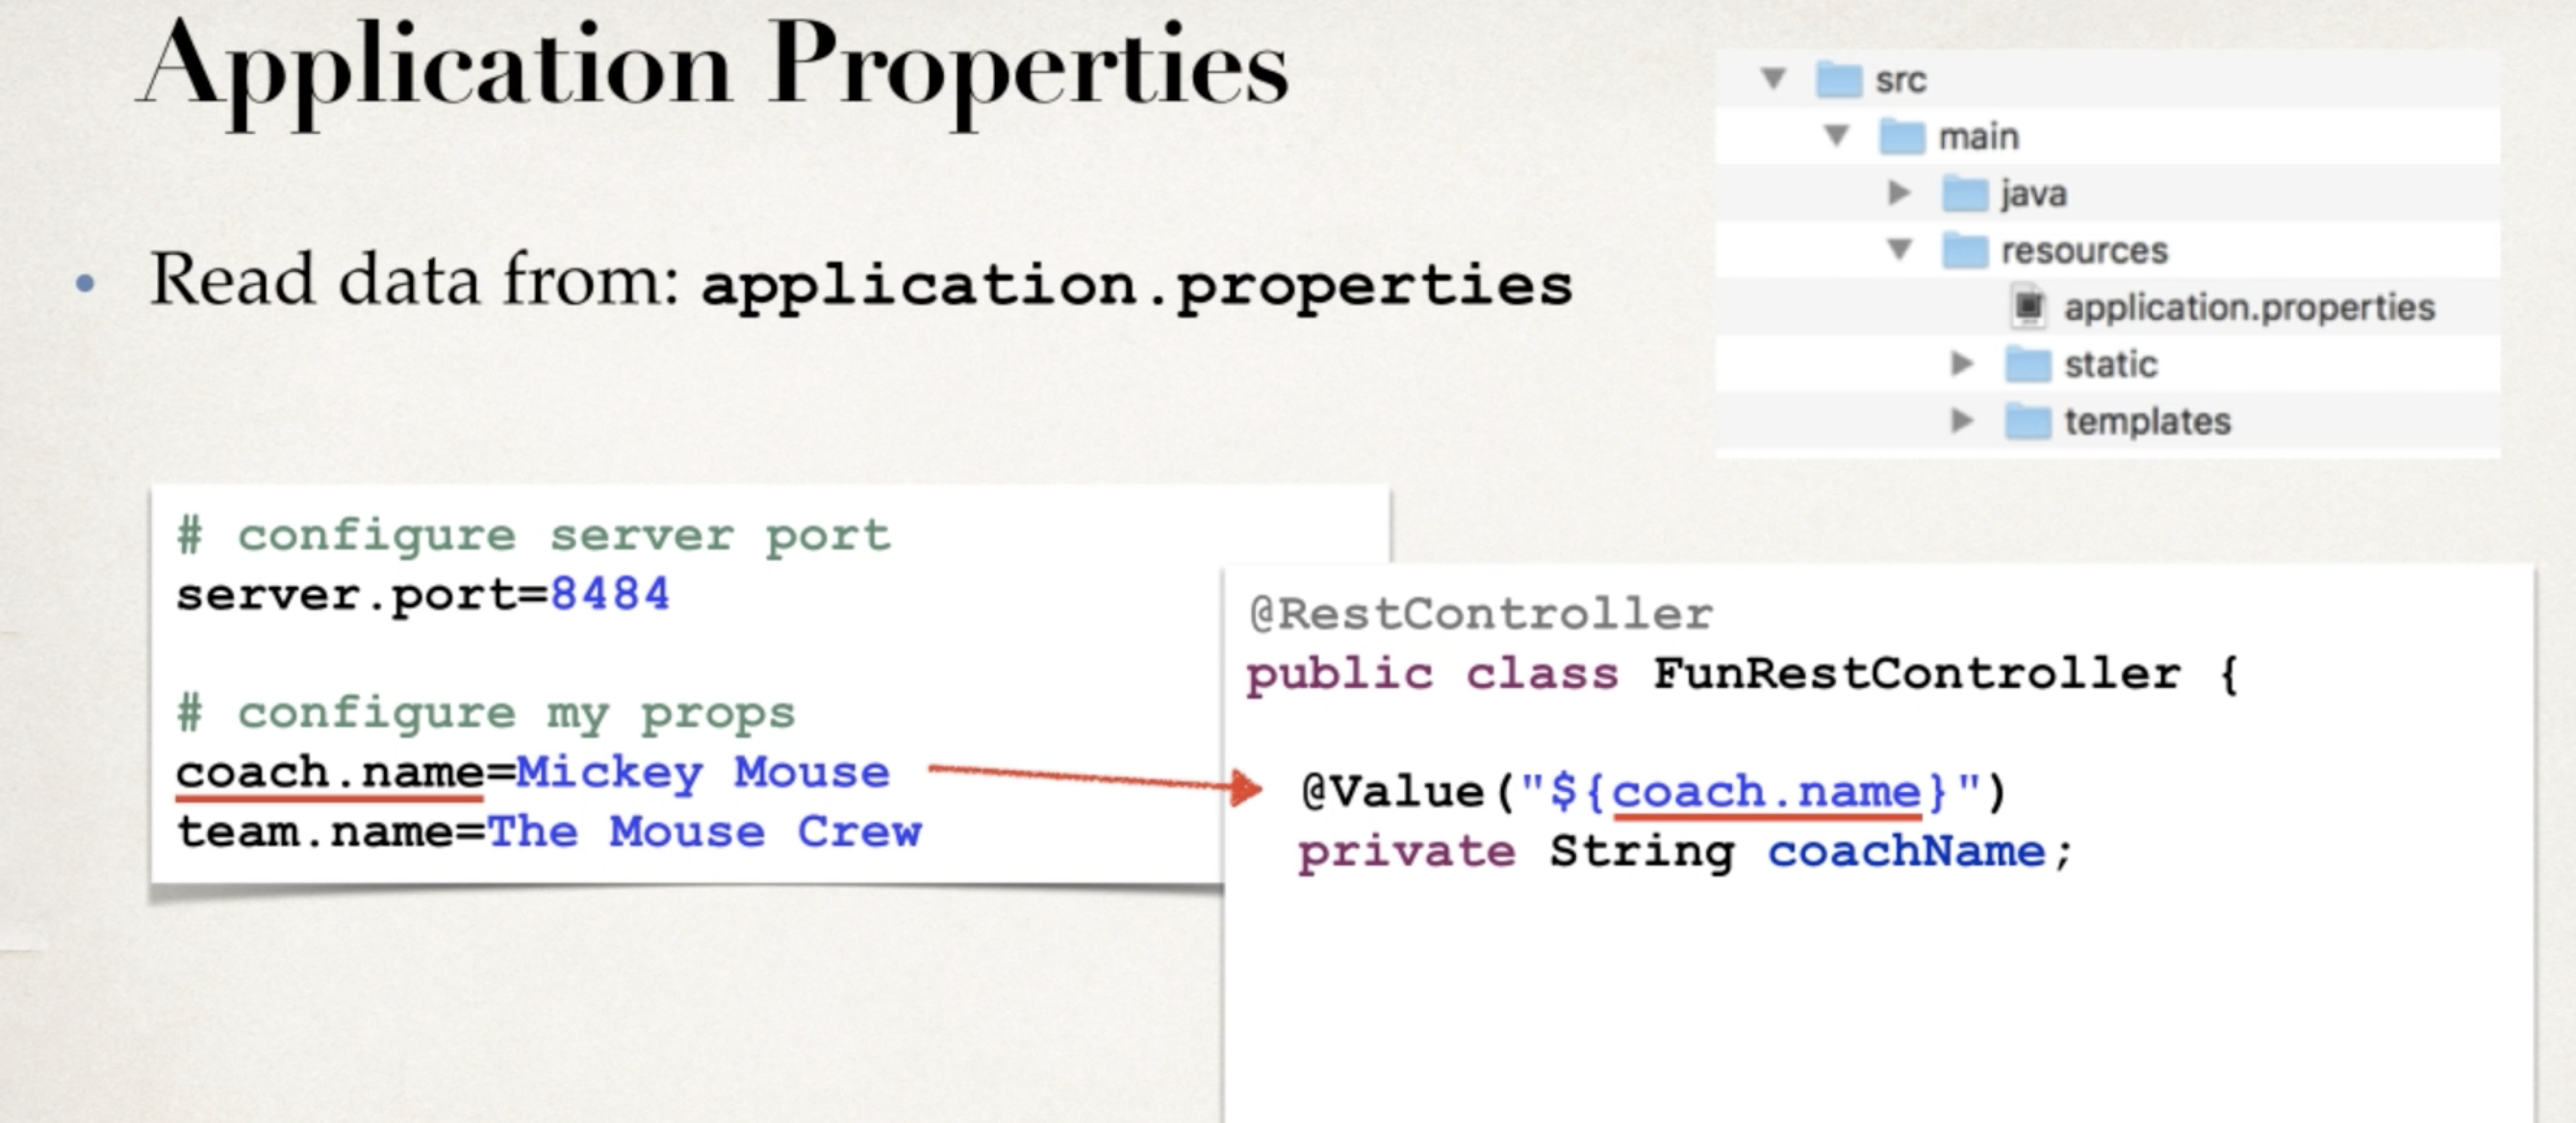 Application Properties
src
main
java
resources
application.properties
static
templates
• Read data from: application.properties
# configure server port
server.port=8484
# configure my props
coach.name=Mickey Mouse
team.name=The Mouse Crew
@RestController
public class FunRestController {
@Value("${coach.name}")
private String coachName;